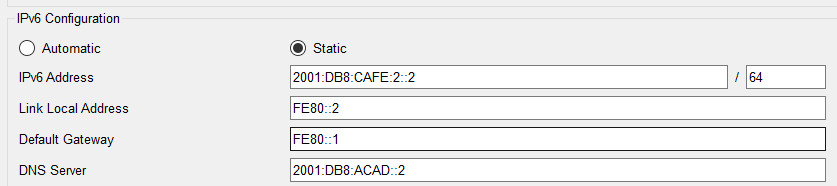 IPv6 Configuration
Automatic Static
IPv6 Address 2001:DB8:CAFE:2::2 / 64
Link Local Address FE80::2
Default Gateway FE80::1
DNS Server 2001:DB8:ACAD::2